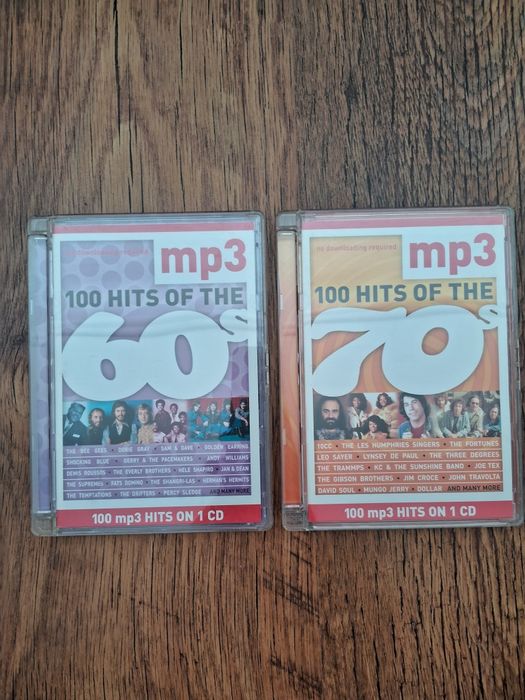 mp3
100 HITS OF THE
60s
THE BEE GEES • DOBIE GRAY • SAM & DAVE • GOLDEN EARRING
SHOCKING BLUE • GERRY & THE PACEMAKERS • ANDY WILLIAMS
DEMIS ROUSSOS • THE EVERLY BROTHERS • HELE SHAPIRO • JAN & DEAN
THE SUPREMES • FATS DOMINO • THE SHANGRI-LAS • HERMAN'S HERMITS
THE TEMPTATIONS • THE DRIFTERS • PERCY SLEDGE • AND MANY MORE
100 mp3 HITS ON 1 CD
no downloading required
mp3
100 HITS OF THE
70s
10CC • THE LES HUMPHRIES SINGERS • THE FORTUNES
LEO SAYER • LYNSEY DE PAUL • THE THREE DEGREES
THE TRAMMPS • KC & THE SUNSHINE BAND • JOE TEX
THE GIBSON BROTHERS • JIM CROCE • JOHN TRAVOLTA
DAVID SOUL • MUNGO JERRY • DOLLAR AND MANY MORE
100 mp3 HITS ON 1 CD